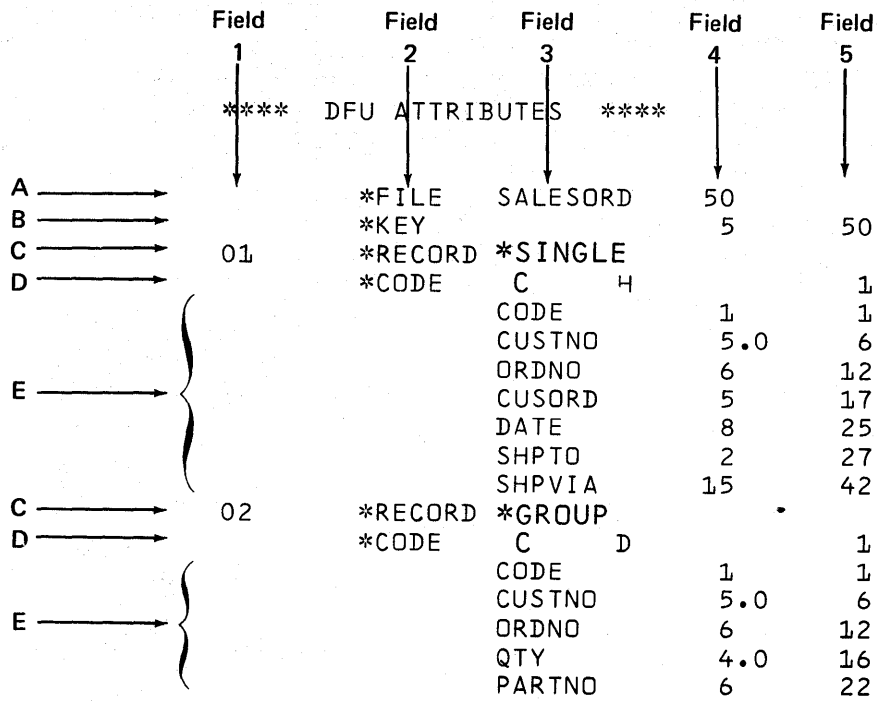 Field Field Field Field Field
1 2 3 4 5
**** DFU ATTRIBUTES ****
A *FILE SALESORD 50
B *KEY 5 50
C 01 *RECORD *SINGLE
D *CODE C H 1
CODE 1 1
CUSTNO 5.0 6
ORDNO 6 12
E CUSORD 5 17
DATE 8 25
SHPTO 2 27
SHPVIA 15 42
C 02 *RECORD *GROUP
D *CODE C D 1
CODE 1 1
CUSTNO 5.0 6
E ORDNO 6 12
QTY 4.0 16
PARTNO 6 22